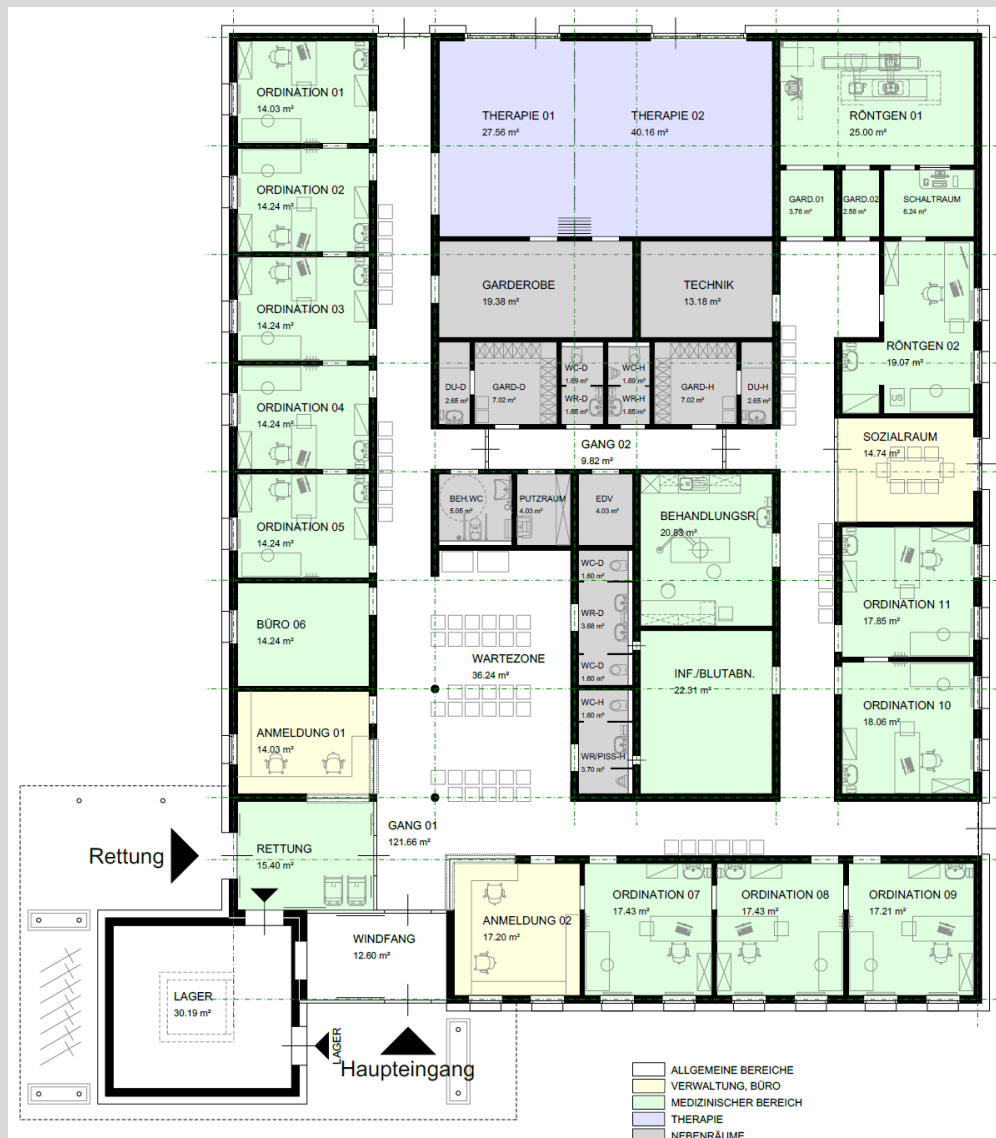 ORDINATION 01
14.03 m²
THERAPIE 01
27.56 m²
THERAPIE 02
40.16 m²
RÖNTGEN 01
25.00 m²
ORDINATION 02
14.24 m²
GARD.01
3.76 m²
GARD.02
2.58 m²
SCHALTRAUM
6.24 m²
ORDINATION 03
14.24 m²
GARDEROBE
19.38 m²
TECHNIK
13.18 m²
RÖNTGEN 02
19.07 m²
US
DU-D
2.65 m²
GARD-D
7.02 m²
WC-D
1.69 m²
WR-D
1.65 m²
WC-H
1.69 m²
WR-H
1.65 m²
GARD-H
7.02 m²
DU-H
2.65 m²
ORDINATION 04
14.24 m²
GANG 02
9.82 m²
SOZIALRAUM
14.74 m²
ORDINATION 05
14.24 m²
BEH.WC
5.05 m²
PUTZRAUM
4.03 m²
EDV
4.03 m²
BEHANDLUNGSR.
20.83 m²
WC-D
1.60 m²
WR-D
3.68 m²
WC-D
1.60 m²
ORDINATION 11
17.85 m²
BÜRO 06
14.24 m²
WARTEZONE
36.24 m²
INF./BLUTABN.
22.31 m²
WC-H
1.60 m²
WR/PISS-H
3.70 m²
ORDINATION 10
18.06 m²
ANMELDUNG 01
14.03 m²
GANG 01
121.66 m²
Rettung
RETTUNG
15.40 m²
ANMELDUNG 02
17.20 m²
ORDINATION 07
17.43 m²
ORDINATION 08
17.43 m²
ORDINATION 09
17.21 m²
WINDFANG
12.60 m²
LAGER
30.19 m²
LAGER
Haupteingang
ALLGEMEINE BEREICHE
VERWALTUNG, BÜRO
MEDIZINISCHER BEREICH
THERAPIE
NEBENRÄUME